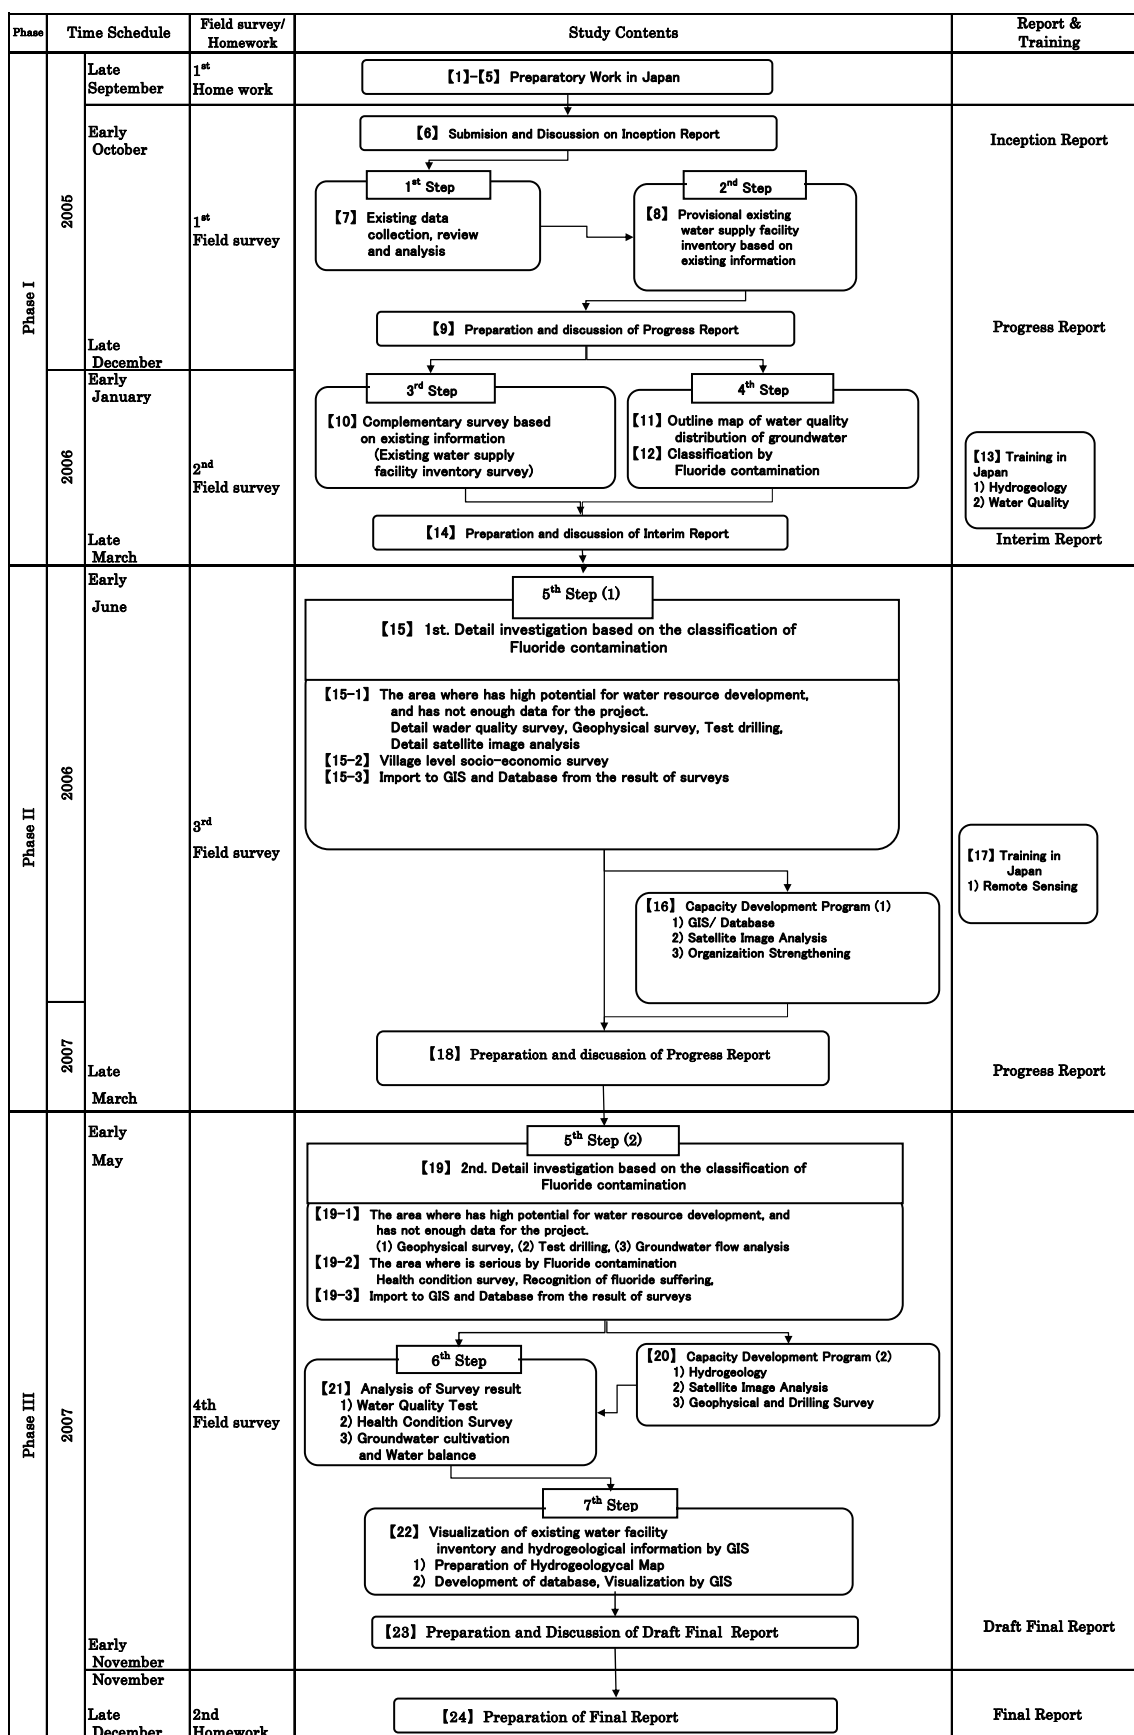 Phase
Time Schedule
Field survey/
Homework
Study Contents
Report &
Training
Phase I
2005
Late
September
1st
Home work
【1】-【5】 Preparatory Work in Japan
Early
October
【6】 Submision and Discussion on Inception Report
Inception Report
1st Step
【7】 Existing data
collection, review
and analysis
2nd Step
【8】 Provisional existing
water supply facility
inventory based on
existing information
1st
Field survey
【9】 Preparation and discussion of Progress Report
Progress Report
Late
December
2006
Early
January
3rd Step
【10】 Complementary survey based
on existing information
(Existing water supply
facility inventory survey)
4th Step
【11】 Outline map of water quality
distribution of groundwater
【12】 Classification by
Fluoride contamination
2nd
Field survey
【13】 Training in
Japan
1) Hydrogeology
2) Water Quality
【14】 Preparation and discussion of Interim Report
Interim Report
Late
March
Phase II
2006
Early
June
5th Step (1)
【15】 1st. Detail investigation based on the classification of
Fluoride contamination
【15-1】 The area where has high potential for water resource development,
and has not enough data for the project.
Detail wader quality survey, Geophysical survey, Test drilling,
Detail satellite image analysis
【15-2】 Village level socio-economic survey
【15-3】 Import to GIS and Database from the result of surveys
3rd
Field survey
【17】 Training in
Japan
1) Remote Sensing
【16】 Capacity Development Program (1)
1) GIS/ Database
2) Satellite Image Analysis
3) Organizaition Strengthening
2007
【18】 Preparation and discussion of Progress Report
Progress Report
Late
March
Phase III
2007
Early
May
5th Step (2)
【19】 2nd. Detail investigation based on the classification of
Fluoride contamination
【19-1】 The area where has high potential for water resource development, and
has not enough data for the project.
(1) Geophysical survey, (2) Test drilling, (3) Groundwater flow analysis
【19-2】 The area where is serious by Fluoride contamination
Health condition survey, Recognition of fluoride suffering,
【19-3】 Import to GIS and Database from the result of surveys
6th Step
【21】 Analysis of Survey result
1) Water Quality Test
2) Health Condition Survey
3) Groundwater cultivation
and Water balance
【20】 Capacity Development Program (2)
1) Hydrogeology
2) Satellite Image Analysis
3) Geophysical and Drilling Survey
4th
Field survey
7th Step
【22】 Visualization of existing water facility
inventory and hydrogeological information by GIS
1) Preparation of Hydrogeologycal Map
2) Development of database, Visualization by GIS
【23】 Preparation and Discussion of Draft Final Report
Draft Final Report
Early
November
November
Late
December
2nd
Homework
【24】 Preparation of Final Report
Final Report